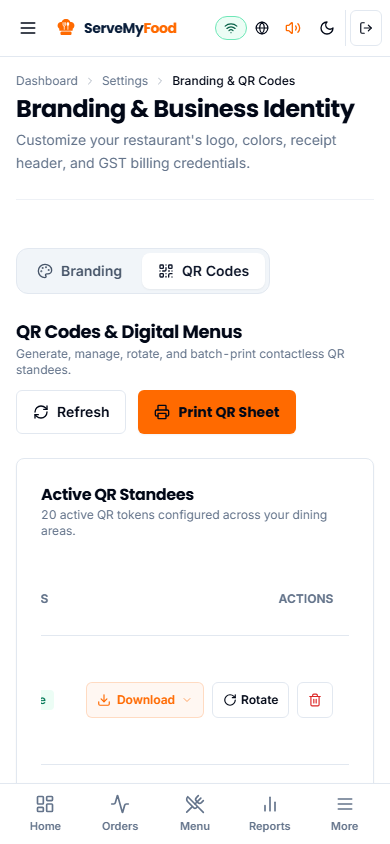 ServeMyFood
Dashboard > Settings > Branding & QR Codes
Branding & Business Identity
Customize your restaurant's logo, colors, receipt
header, and GST billing credentials.
Branding
QR Codes
QR Codes & Digital Menus
Generate, manage, rotate, and batch-print contactless QR
standees.
Refresh
Print QR Sheet
Active QR Standees
20 active QR tokens configured across your dining
areas.
S
ACTIONS
e
Download
Rotate
Home
Orders
Menu
Reports
More